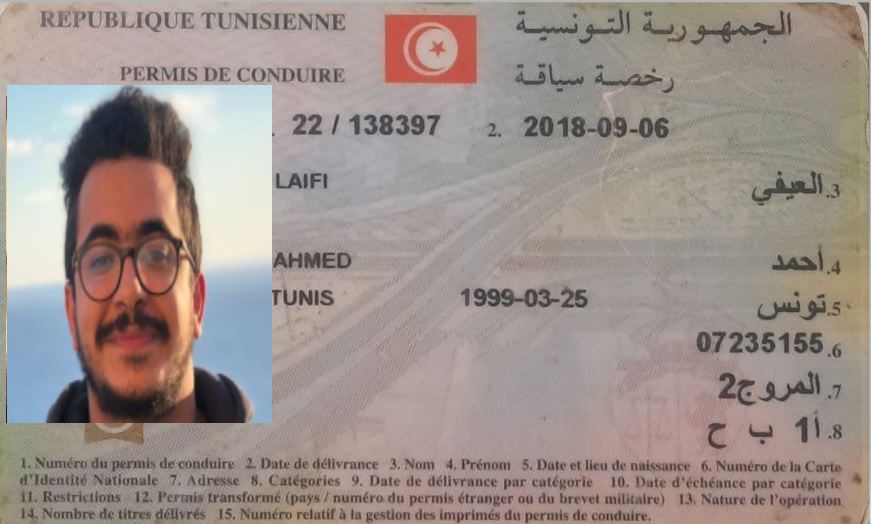 REPUBLIQUE TUNISIENNE الجمهورية التونسية
PERMIS DE CONDUIRE رخصة سياقة
22 / 138397 2. 2018-09-06
LAIFI 3. العيفي
AHMED 4. أحمد
TUNIS 1999-03-25 5. تونس
6. 07235155
7. المروج2
8. أ1 ب ح
1. Numéro du permis de conduire 2. Date de délivrance 3. Nom 4. Prénom 5. Date et lieu de naissance 6. Numéro de la Carte
d'Identité Nationale 7. Adresse 8. Catégories 9. Date de délivrance par catégorie 10. Date d'échéance par catégorie
11. Restrictions 12. Permis transformé (pays / numéro du permis étranger ou du brevet militaire) 13. Nature de l'opération
14. Nombre de titres délivrés 15. Numéro relatif à la gestion des imprimés du permis de conduire.